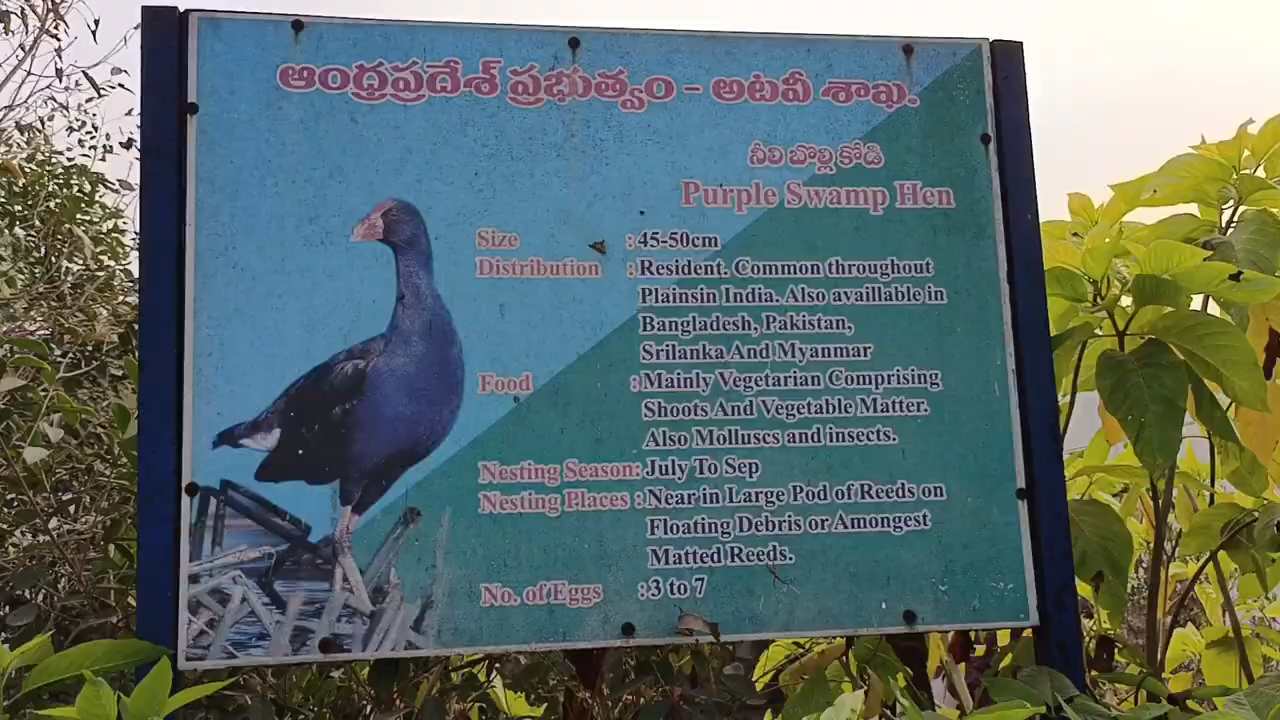 ఆంధ్రప్రదేశ్ ప్రభుత్వం - అటవీ శాఖ.
నీలి బొల్లి కోడి
Purple Swamp Hen
Size : 45-50cm
Distribution : Resident. Common throughout
Plainsin India. Also availlable in
Bangladesh, Pakistan,
Srilanka And Myanmar
Food : Mainly Vegetarian Comprising
Shoots And Vegetable Matter.
Also Molluscs and insects.
Nesting Season: July To Sep
Nesting Places : Near in Large Pod of Reeds on
Floating Debris or Amongest
Matted Reeds.
No. of Eggs : 3 to 7